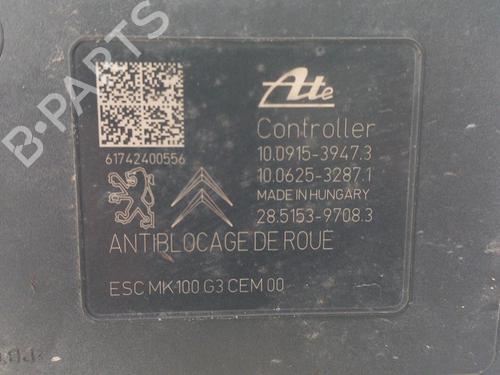 B-PARTS
Ate
Controller
61742400556
10.0915-3947.3
10.0625-3287.1
MADE IN HUNGARY
28.5153-9708.3
ANTIBLOCAGE DE ROUE
ESC MK100 G3 CEM 00